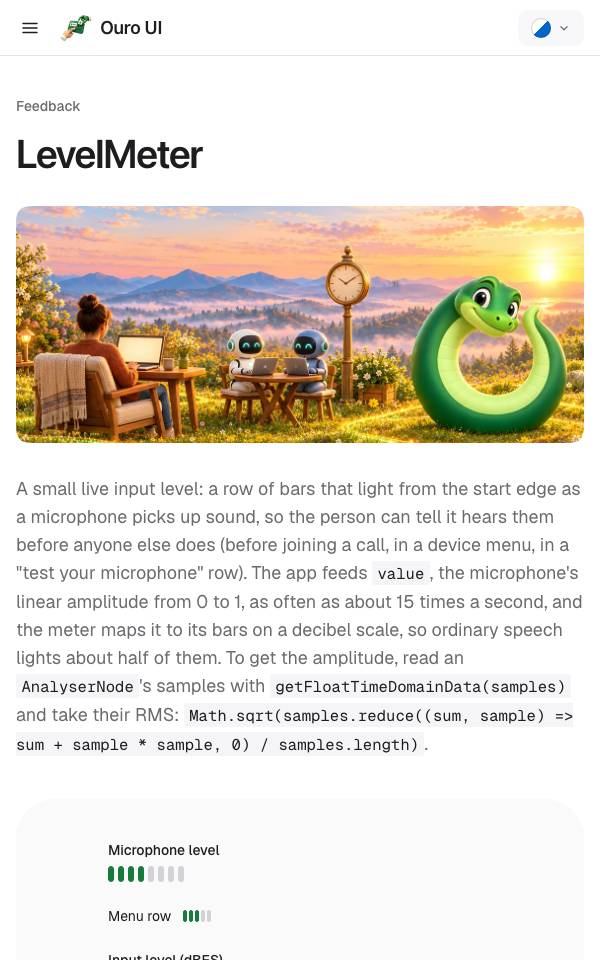 Ouro UI
Feedback
LevelMeter
A small live input level: a row of bars that light from the start edge as
a microphone picks up sound, so the person can tell it hears them
before anyone else does (before joining a call, in a device menu, in a
"test your microphone" row). The app feeds value, the microphone's
linear amplitude from 0 to 1, as often as about 15 times a second, and
the meter maps it to its bars on a decibel scale, so ordinary speech
lights about half of them. To get the amplitude, read an
AnalyserNode's samples with getFloatTimeDomainData(samples)
and take their RMS: Math.sqrt(samples.reduce((sum, sample) =>
sum + sample * sample, 0) / samples.length).
Microphone level
Menu row
Input level (dBFS)